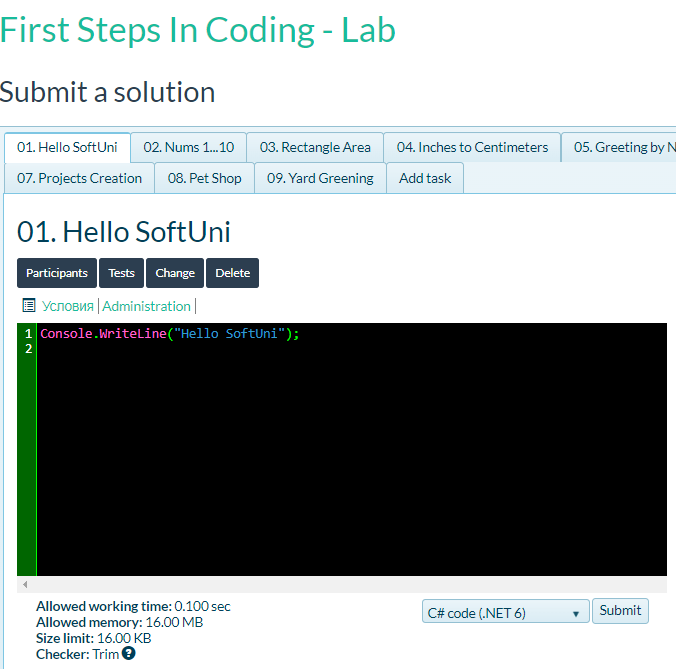 First Steps In Coding - Lab
Submit a solution
01. Hello SoftUni 02. Nums 1...10 03. Rectangle Area 04. Inches to Centimeters 05. Greeting by N
07. Projects Creation 08. Pet Shop 09. Yard Greening Add task
01. Hello SoftUni
Participants Tests Change Delete
Условия | Administration |
1 Console.WriteLine("Hello SoftUni");
2
Allowed working time: 0.100 sec
Allowed memory: 16.00 MB
Size limit: 16.00 KB
Checker: Trim ?
C# code (.NET 6) Submit